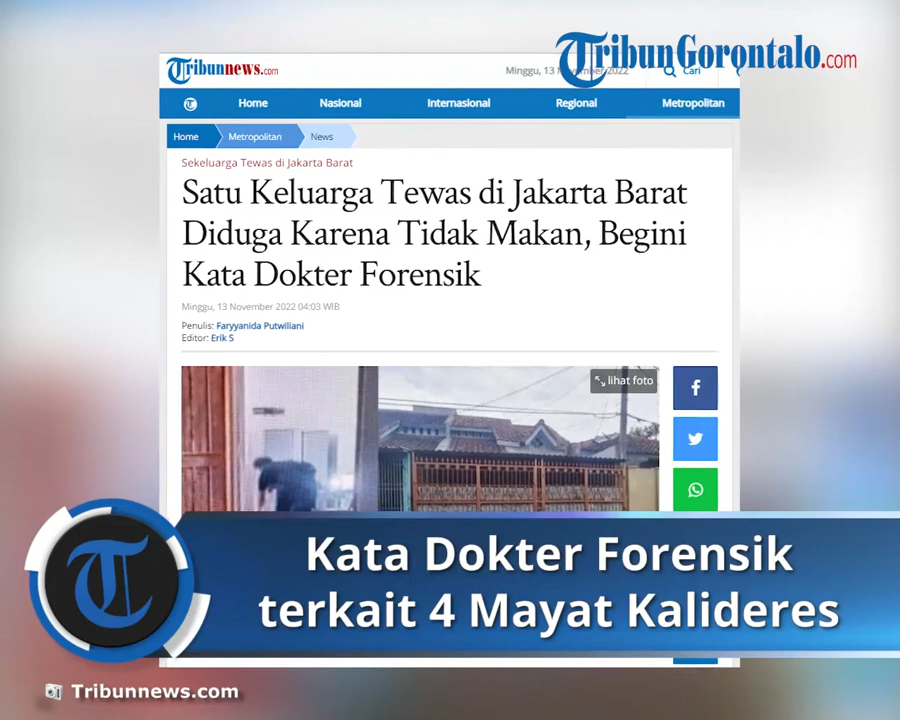 TribunGorontalo.com
Tribunnews.com
Minggu, 13 November 2022
Cari
Home
Nasional
Internasional
Regional
Metropolitan
Home
Metropolitan
News
Sekeluarga Tewas di Jakarta Barat
Satu Keluarga Tewas di Jakarta Barat
Diduga Karena Tidak Makan, Begini
Kata Dokter Forensik
Minggu, 13 November 2022 04:03 WIB
Penulis: Faryyanida Putwiliani
Editor: Erik S
lihat foto
Kata Dokter Forensik
terkait 4 Mayat Kalideres
Tribunnews.com